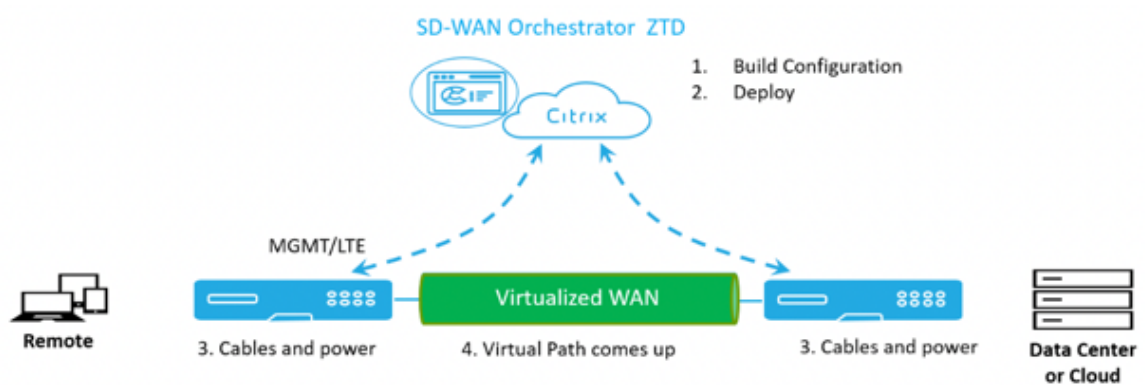 SD-WAN Orchestrator ZTD
1. Build Configuration
2. Deploy
Citrix
MGMT/LTE
Virtualized WAN
Remote
3. Cables and power
4. Virtual Path comes up
3. Cables and power
Data Center
or Cloud